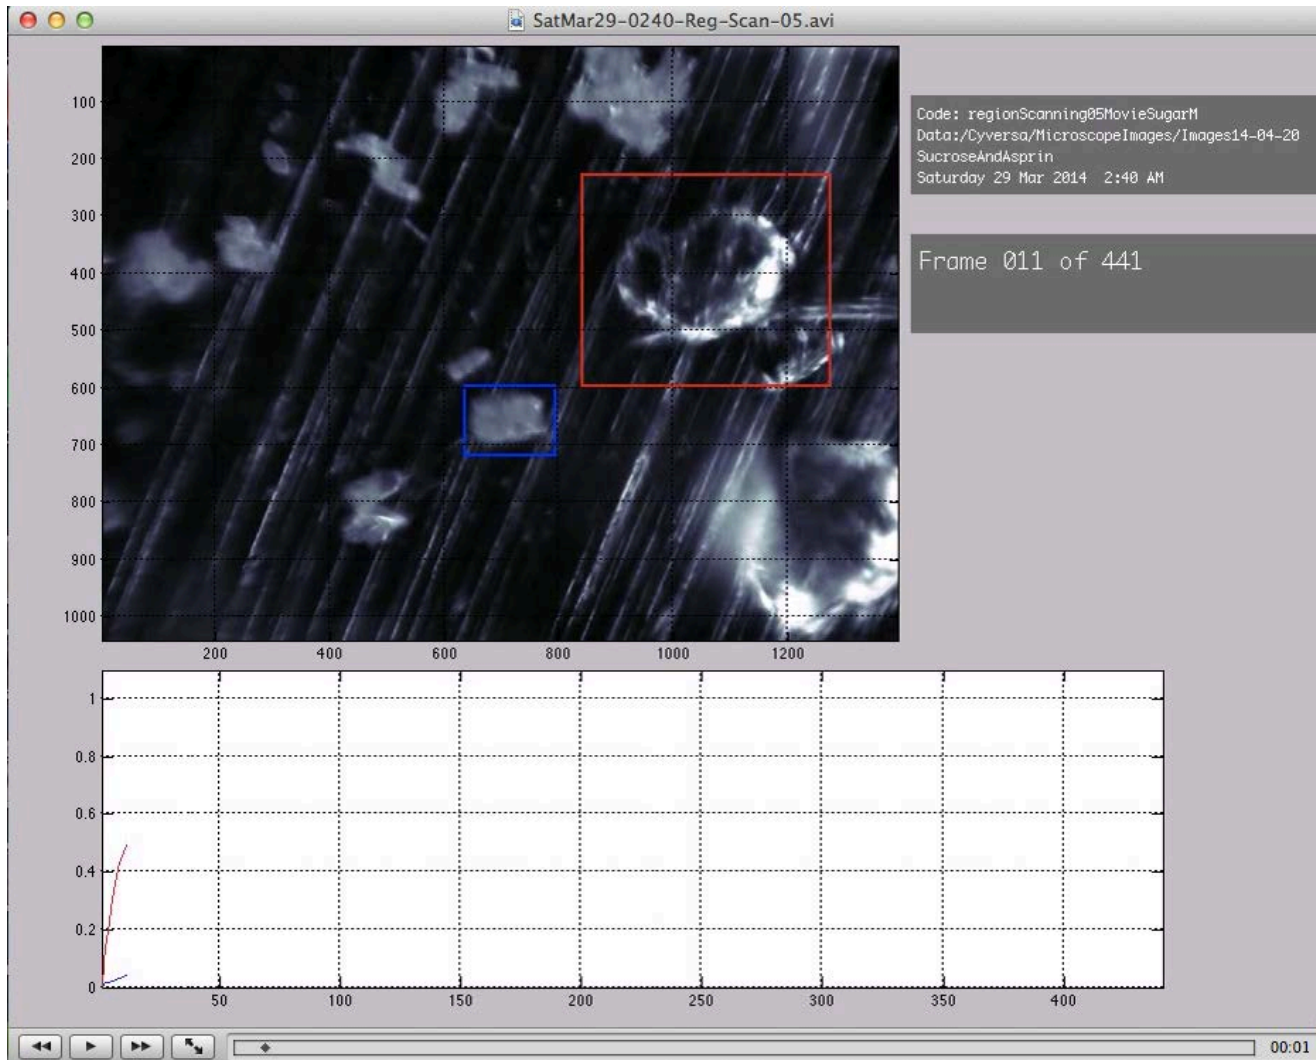 SatMar29-0240-Reg-Scan-05.avi
100
200
300
400
500
600
700
800
900
1000
200 400 600 800 1000 1200
Code: regionScanning05MovieSugarM
Data:/Cyversa/MicroscopeImages/Images14-04-20
SucroseAndAsprin
Saturday 29 Mar 2014 2:40 AM
Frame 011 of 441
1
0.8
0.6
0.4
0.2
0
50 100 150 200 250 300 350 400
00:01